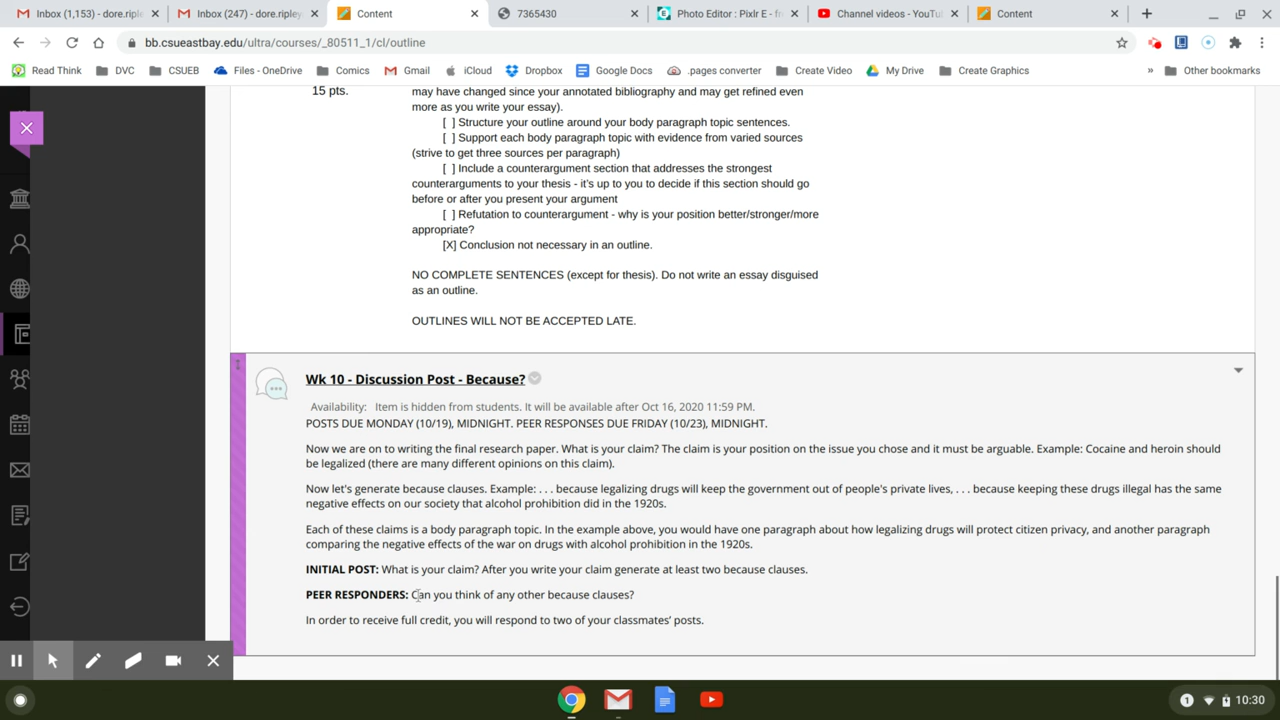 Inbox (1,153) - dore.riple
Inbox (247) - dore.ripley
Content
7365430
Photo Editor : Pixlr E - fr
Channel videos - YouTu
Content
bb.csueastbay.edu/ultra/courses/_80511_1/cl/outline
Read Think
DVC
CSUEB
Files - OneDrive
Comics
Gmail
iCloud
Dropbox
Google Docs
.pages converter
Create Video
My Drive
Create Graphics
»
Other bookmarks
15 pts.
may have changed since your annotated bibliography and may get refined even
more as you write your essay).
[ ] Structure your outline around your body paragraph topic sentences.
[ ] Support each body paragraph topic with evidence from varied sources
(strive to get three sources per paragraph)
[ ] Include a counterargument section that addresses the strongest
counterarguments to your thesis - it's up to you to decide if this section should go
before or after you present your argument
[ ] Refutation to counterargument - why is your position better/stronger/more
appropriate?
[X] Conclusion not necessary in an outline.
NO COMPLETE SENTENCES (except for thesis). Do not write an essay disguised
as an outline.
OUTLINES WILL NOT BE ACCEPTED LATE.
Wk 10 - Discussion Post - Because?
Availability: Item is hidden from students. It will be available after Oct 16, 2020 11:59 PM.
POSTS DUE MONDAY (10/19), MIDNIGHT. PEER RESPONSES DUE FRIDAY (10/23), MIDNIGHT.
Now we are on to writing the final research paper. What is your claim? The claim is your position on the issue you chose and it must be arguable. Example: Cocaine and heroin should
be legalized (there are many different opinions on this claim).
Now let's generate because clauses. Example: . . . because legalizing drugs will keep the government out of people's private lives, . . . because keeping these drugs illegal has the same
negative effects on our society that alcohol prohibition did in the 1920s.
Each of these claims is a body paragraph topic. In the example above, you would have one paragraph about how legalizing drugs will protect citizen privacy, and another paragraph
comparing the negative effects of the war on drugs with alcohol prohibition in the 1920s.
INITIAL POST: What is your claim? After you write your claim generate at least two because clauses.
PEER RESPONDERS: Can you think of any other because clauses?
In order to receive full credit, you will respond to two of your classmates' posts.
1
10:30